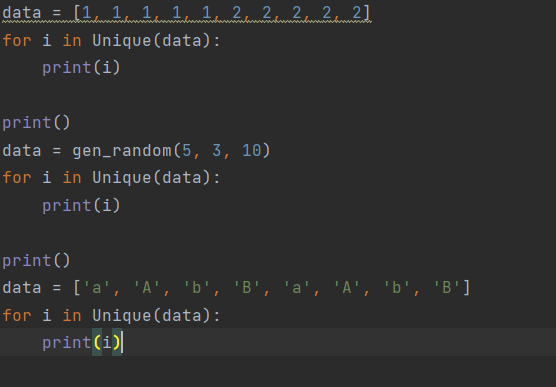 data = [1, 1, 1, 1, 1, 2, 2, 2, 2, 2]
for i in Unique(data):
    print(i)

print()
data = gen_random(5, 3, 10)
for i in Unique(data):
    print(i)

print()
data = ['a', 'A', 'b', 'B', 'a', 'A', 'b', 'B']
for i in Unique(data):
    print(i)